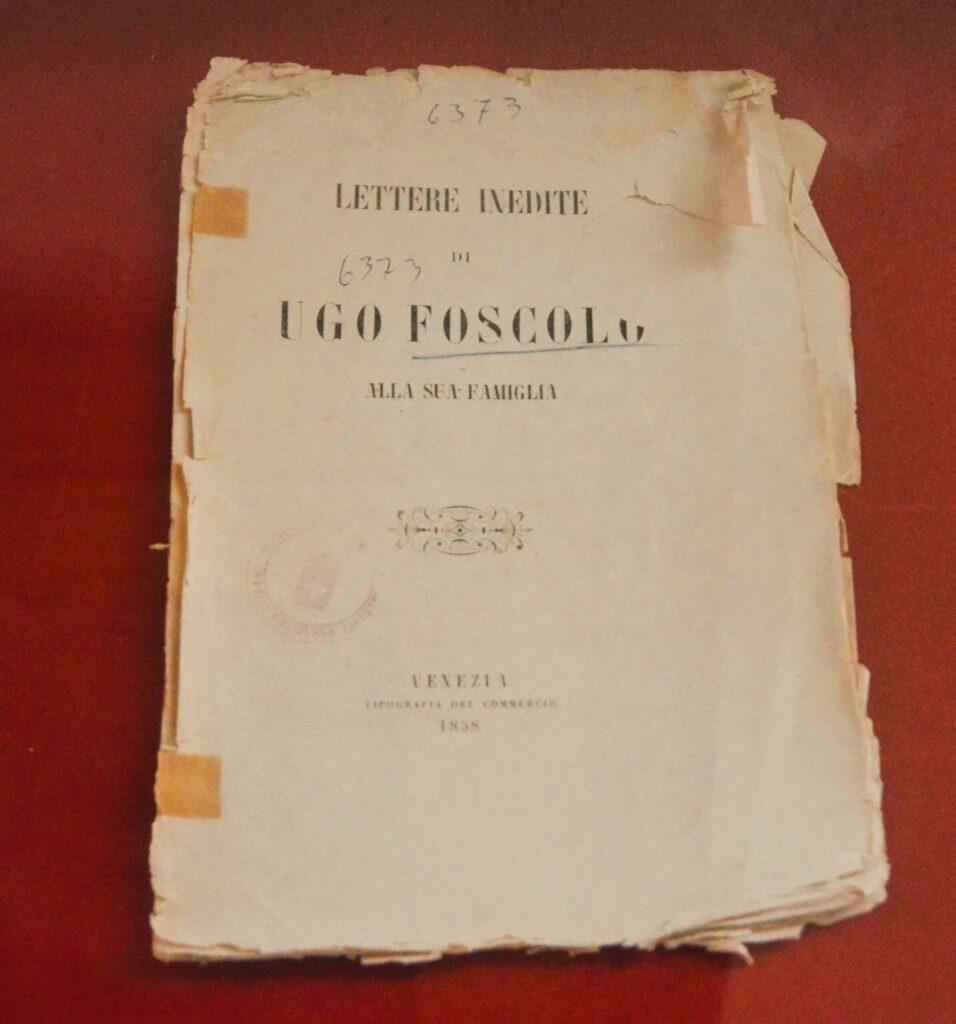 6373
LETTERE INEDITE
DI
6373
UGO FOSCOLO
ALLA SUA FAMIGLIA
VENEZIA
TIPOGRAFIA DEL COMMERCIO
1858